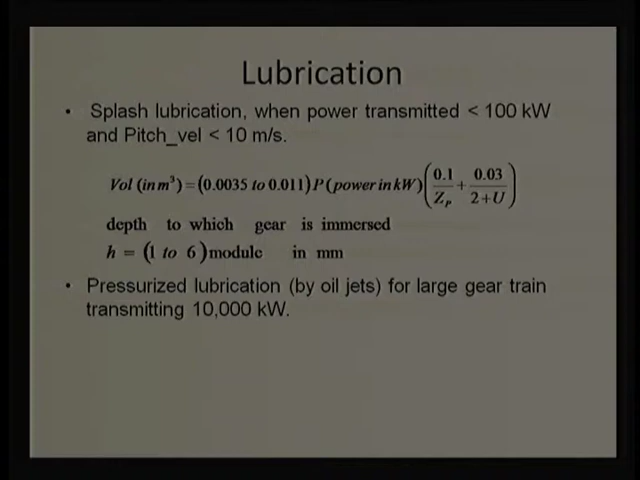 Lubrication
• Splash lubrication, when power transmitted < 100 kW
and Pitch_vel < 10 m/s.
Vol (in m³) = (0.0035 to 0.011) P (power in kW) (0.1/Z_P + 0.03/2+U)
depth to which gear is immersed
h = (1 to 6) module in mm
• Pressurized lubrication (by oil jets) for large gear train
transmitting 10,000 kW.